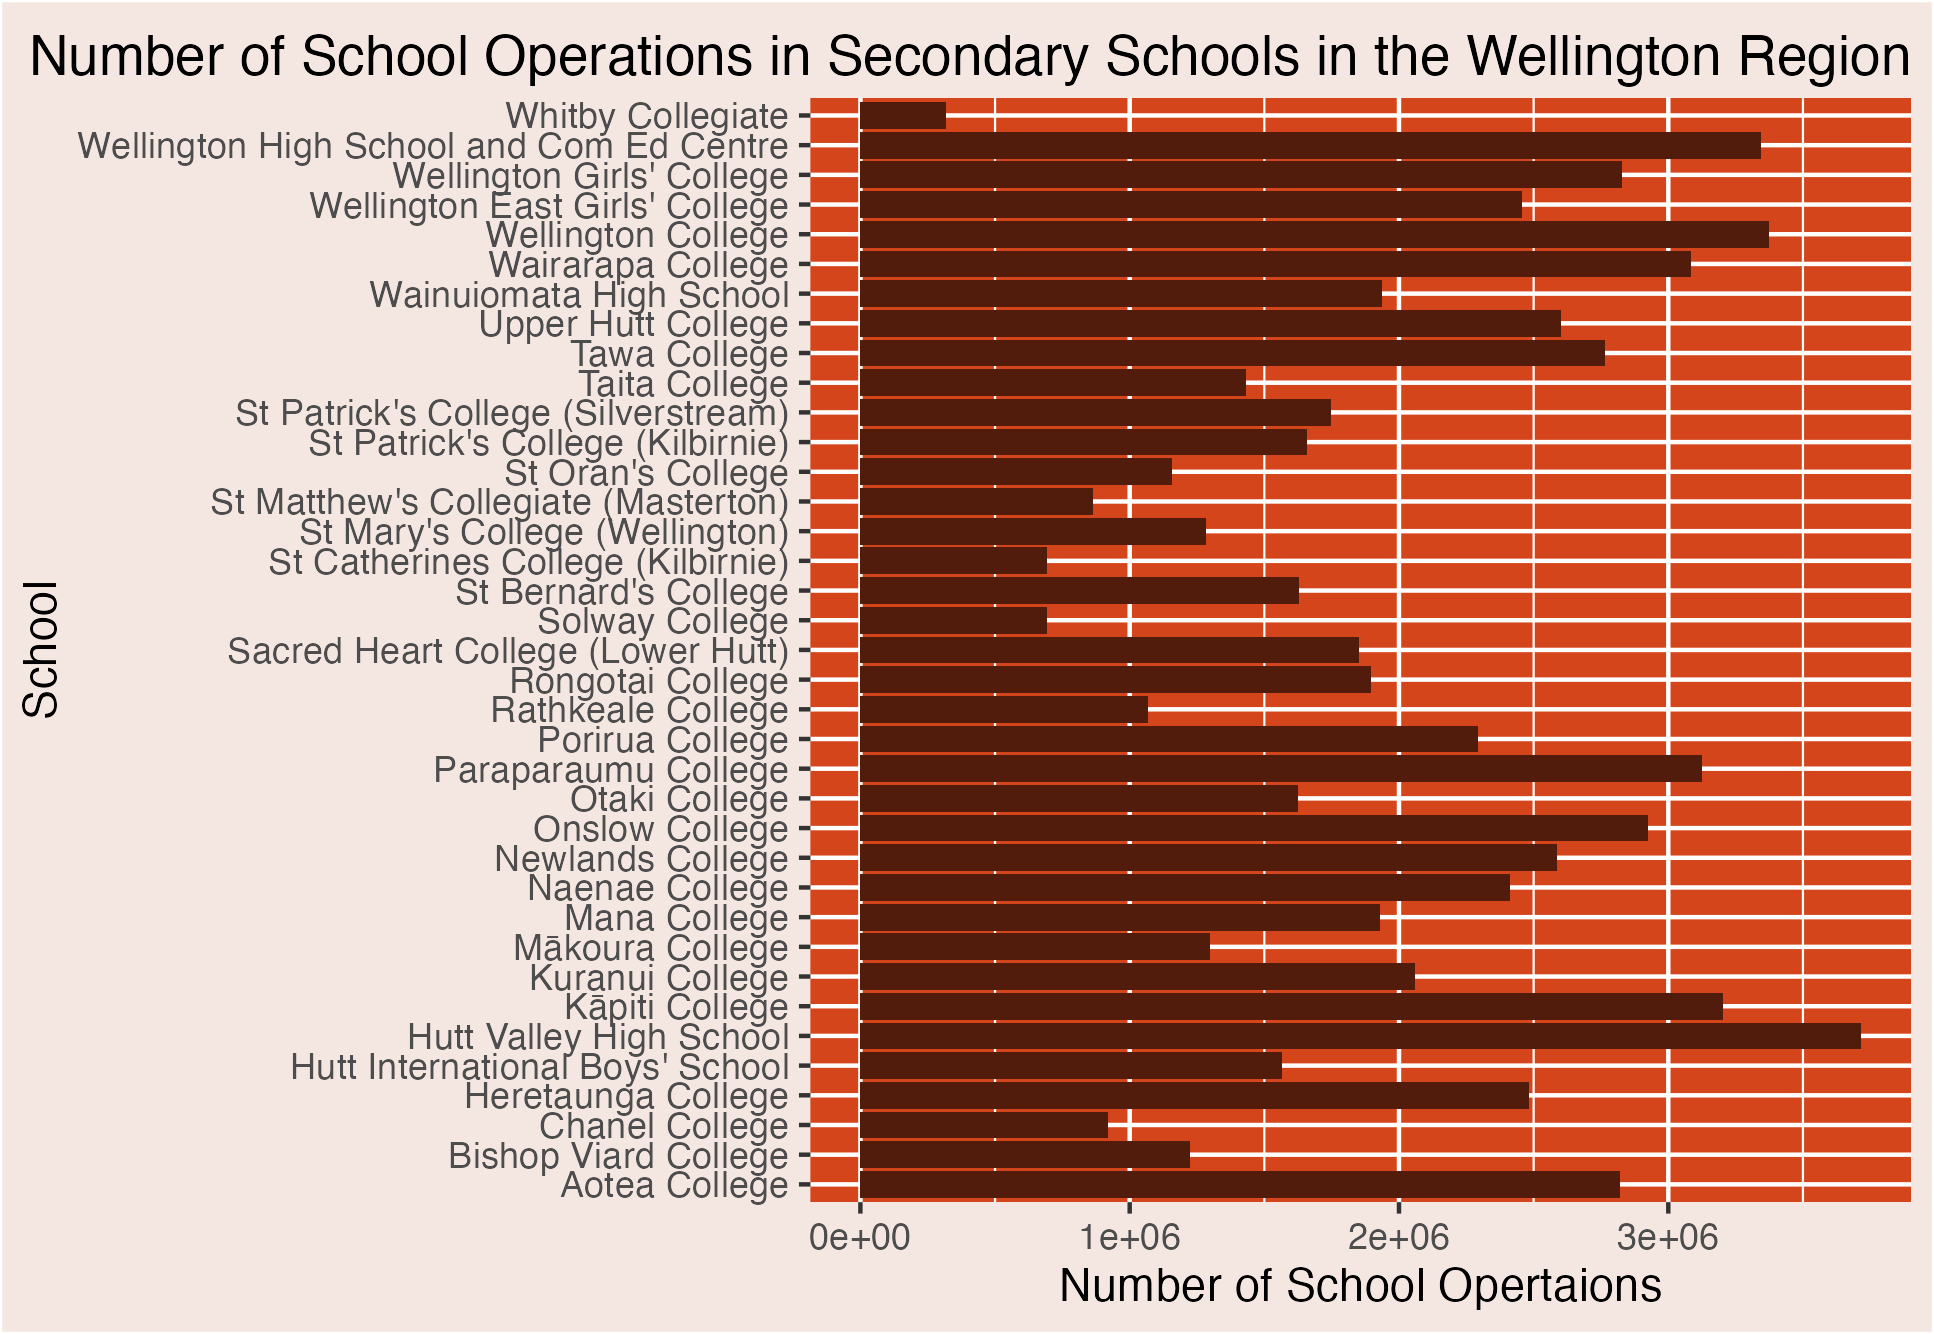 Number of School Operations in Secondary Schools in the Wellington Region
School
Whitby Collegiate
Wellington High School and Com Ed Centre
Wellington Girls' College
Wellington East Girls' College
Wellington College
Wairarapa College
Wainuiomata High School
Upper Hutt College
Tawa College
Taita College
St Patrick's College (Silverstream)
St Patrick's College (Kilbirnie)
St Oran's College
St Matthew's Collegiate (Masterton)
St Mary's College (Wellington)
St Catherines College (Kilbirnie)
St Bernard's College
Solway College
Sacred Heart College (Lower Hutt)
Rongotai College
Rathkeale College
Porirua College
Paraparaumu College
Otaki College
Onslow College
Newlands College
Naenae College
Mana College
Mākoura College
Kuranui College
Kāpiti College
Hutt Valley High School
Hutt International Boys' School
Heretaunga College
Chanel College
Bishop Viard College
Aotea College
0e+00 1e+06 2e+06 3e+06
Number of School Opertaions